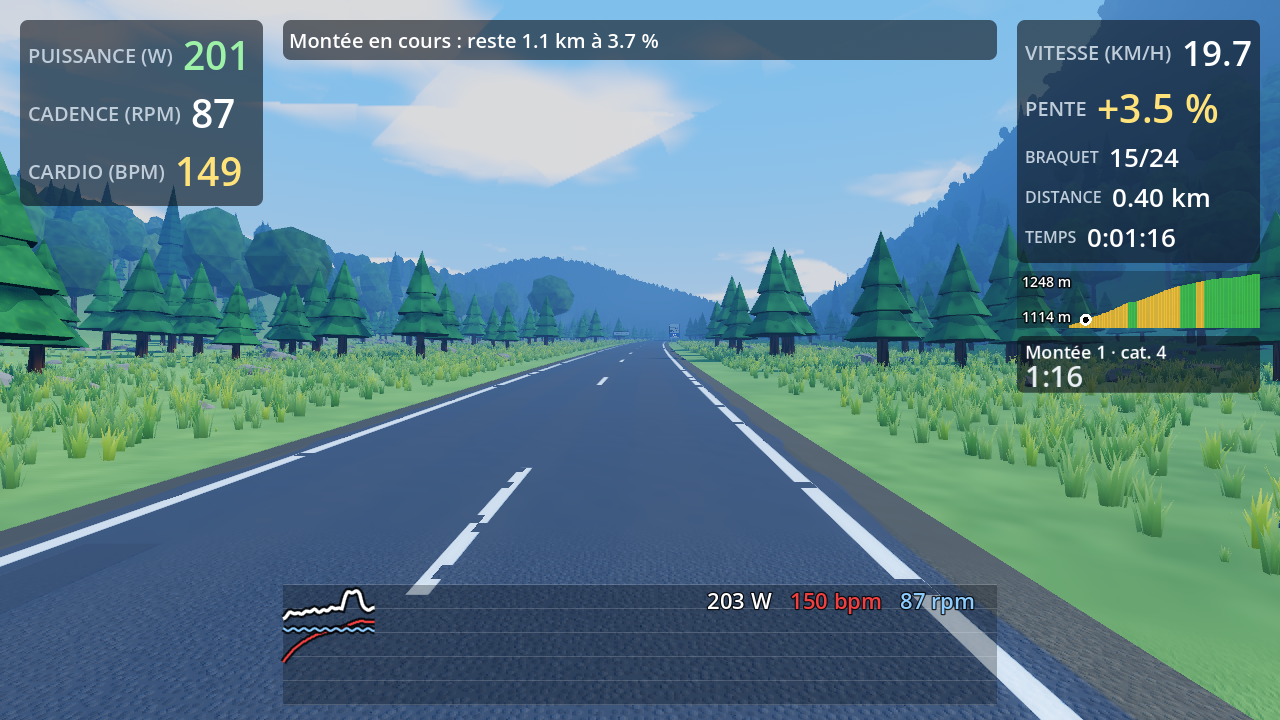 PUISSANCE (W) 201
CADENCE (RPM) 87
CARDIO (BPM) 149
Montée en cours : reste 1.1 km à 3.7 %
VITESSE (KM/H) 19.7
PENTE +3.5 %
BRAQUET 15/24
DISTANCE 0.40 km
TEMPS 0:01:16
1248 m
1114 m
Montée 1 · cat. 4
1:16
203 W 150 bpm 87 rpm